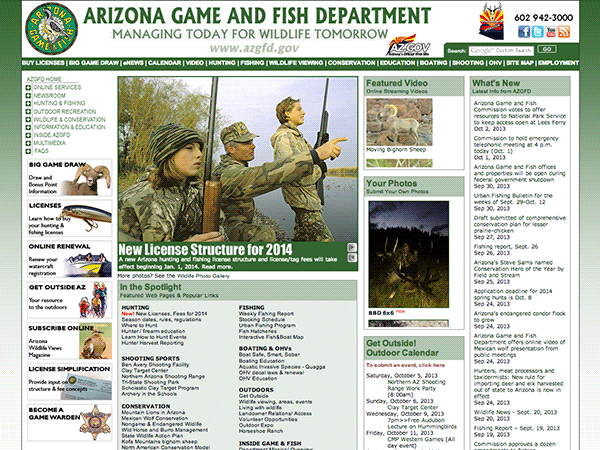 ARIZONA GAME & FISH
ARIZONA GAME AND FISH DEPARTMENT
MANAGING TODAY FOR WILDLIFE TOMORROW
www.azgfd.gov
AZ.GOV
602 942-3000
Search: Google Custom Search GO
BUY LICENSES | BIG GAME DRAW | eNEWS | CALENDAR | VIDEO | HUNTING | FISHING | WILDLIFE VIEWING | CONSERVATION | EDUCATION | BOATING | SHOOTING | OHV | SITE MAP | EMPLOYMENT
AZGFD HOME
ONLINE SERVICES
NEWSROOM
HUNTING & FISHING
OUTDOOR RECREATION
WILDLIFE & CONSERVATION
INFORMATION & EDUCATION
INSIDE AZGFD
MULTIMEDIA
FAQS
BIG GAME DRAW
Draw and
Bonus Point
Information
LICENSES
Learn how to buy
your hunting &
fishing licenses
ONLINE RENEWAL
Renew your
watercraft
registration
GET OUTSIDE AZ
Your resource
to the outdoors
SUBSCRIBE ONLINE
Arizona
Wildlife Views
Magazine
LICENSE SIMPLIFICATION
Provide input on
structure & fee concepts
BECOME A
GAME WARDEN
New License Structure for 2014
A new Arizona hunting and fishing license structure and license/tag fees will take
effect beginning Jan. 1, 2014. Read more.
More photos? See the Wildlife Photo Gallery
In the Spotlight
Featured Web Pages & Popular Links
HUNTING
New! New Licenses, Fees for 2014
Season dates, rules, regulations
Where to Hunt
Hunter / firearm education
Learn How to Hunt Events
Hunter Harvest Reporting
SHOOTING SPORTS
Ben Avery Shooting Facility
Clay Target Center
Northern Arizona Shooting Range
Tri-State Shooting Park
Scholastic Clay Target Program
Archery in the Schools
CONSERVATION
Mountain Lions in Arizona
Mexican Wolf Conservation
Nongame & Endangered Wildlife
Wild Horse and Burro Management
State Wildlife Action Plan
Kofa Mountains bighorn sheep
North American Conservation Model
FISHING
Weekly Fishing Report
Stocking Schedule
Urban Fishing Program
Fish Hatcheries
Interactive Fish&Boat Map
BOATING & OHVs
Boat Safe, Smart, Sober
Boating Education
Aquatic Invasive Species - Quagga
OHV decal laws & renewal
OHV Education
OUTDOORS
Get Outside
Wildlife viewing, areas, events
Living with wildlife
Landowner Relations/ Access
Volunteer Opportunities
Outdoor Expo
Horseshoe Ranch
INSIDE GAME & FISH
Department Mission/ Overview
Featured Video
Online Streaming Videos
Moving Bighorn Sheep
Your Photos
Submit Your Own Photos
BBD 6x6 new
Get Outside!
Outdoor Calendar
To submit an event, click here
Saturday, October 5, 2013
Northern AZ Shooting
Range Work Party
(8:00am)
Sunday, October 6, 2013
Clay Target Center
Wednesday, October 9, 2013
7pm>>Free Audubon
Lecture on Hummingbirds
Friday, October 11, 2013
CMP Western Games (All
day event)
What's New
Latest Info from AZGFD
Arizona Game and Fish
Commission votes to offer
resources to National Park Service
to keep access open at Lees Ferry
Oct 2, 2013
Commission to hold emergency
telephonic meeting at 4 p.m.
today (Oct. 1)
Oct 1, 2013
Arizona Game and Fish offices
and properties will be open during
federal government shutdown
Sep 30, 2013
Urban Fishing Bulletin for the
weeks of Sept. 29-Oct. 12
Sep 30, 2013
Draft submitted of comprehensive
conservation plan for lesser
prairie-chicken
Sep 27, 2013
Fishing report, Sept. 26
Sep 26, 2013
Arizona's Steve Sams named
Conservation Hero of the Year by
Field and Stream
Sep 25, 2013
Application deadline for 2014
spring hunts is Oct. 8
Sep 24, 2013
Arizona's endangered condor flock
to grow
Sep 24, 2013
Arizona Game and Fish
Department offers online video of
Mexican wolf presentation from
public meetings
Sep 24, 2013
Hunters, meat processors and
taxidermists: New rule for
importing deer and elk harvested
out of state to Arizona is now in
effect
Sep 23, 2013
Wildlife News - Sept. 20, 2013
Sep 20, 2013
Fishing Report – Sept. 19, 2013
Sep 19, 2013
Commission approves a dozen